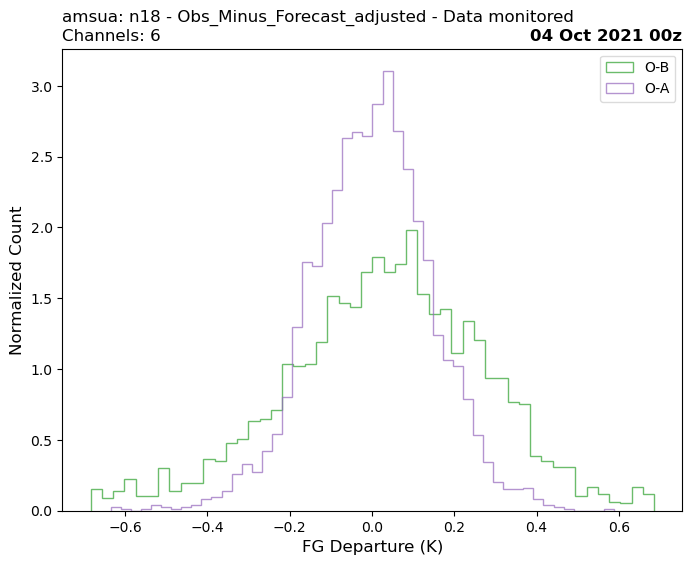 amsua: n18 - Obs_Minus_Forecast_adjusted - Data monitored
Channels: 6
04 Oct 2021 00z
O-B
O-A
3.0
2.5
2.0
1.5
1.0
0.5
0.0
Normalized Count
−0.6
−0.4
−0.2
0.0
0.2
0.4
0.6
FG Departure (K)